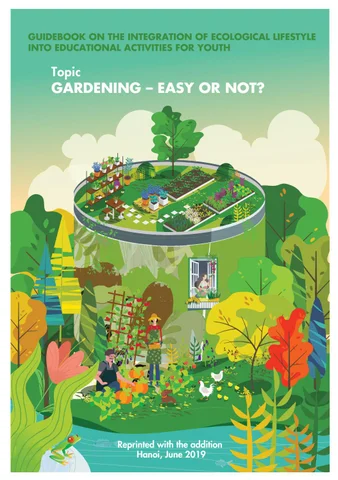 GUIDEBOOK ON THE INTEGRATION OF ECOLOGICAL LIFESTYLE
INTO EDUCATIONAL ACTIVITIES FOR YOUTH
Topic
GARDENING – EASY OR NOT?
Reprinted with the addition
Hanoi, June 2019